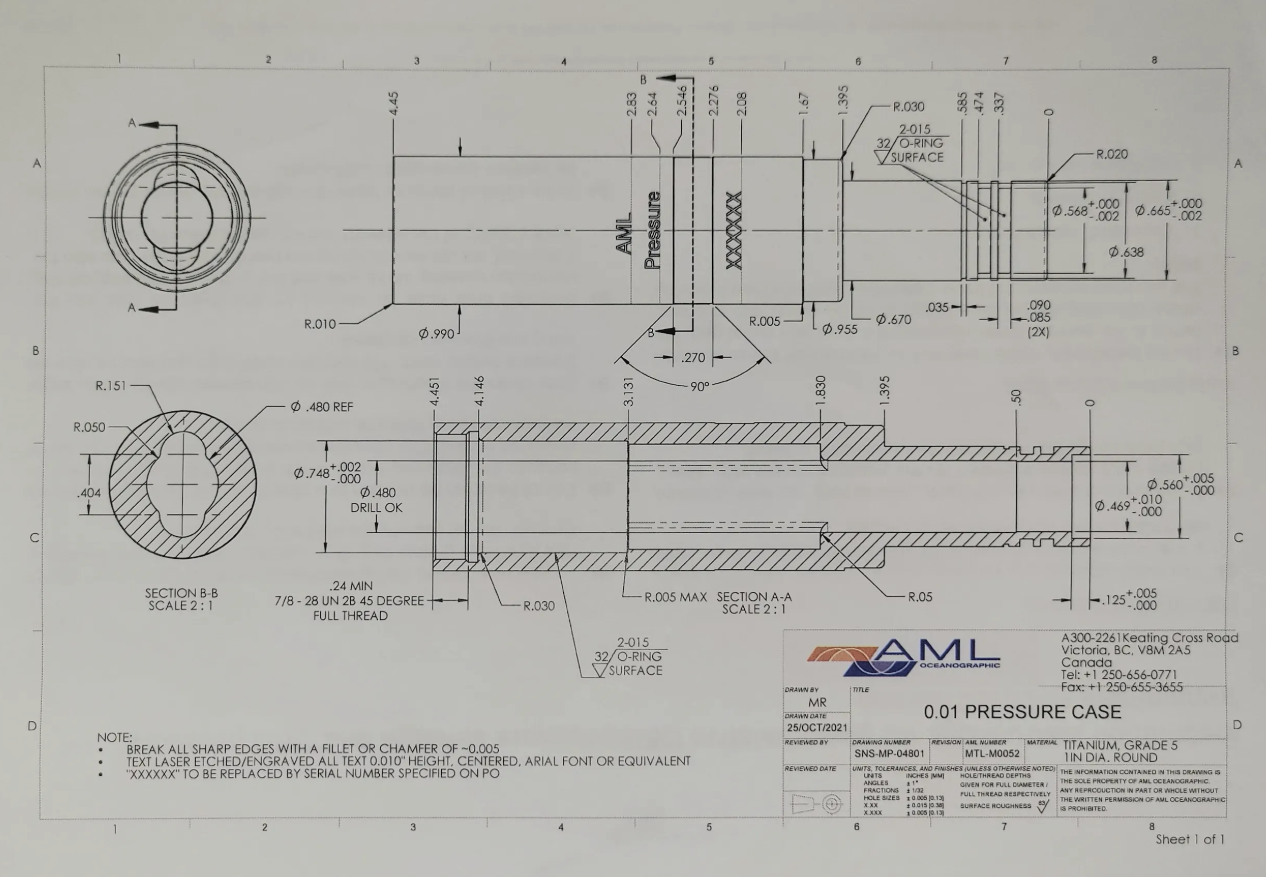 1 2 3 4 5 6 7 8
A
B
C
D
A
B
C
D
A
A
4.45
2.83
2.64
B
2.546
2.276
2.08
1.67
1.395
R.030
2-015
32 O-RING
SURFACE
.585
.474
.337
0
R.020
AML
Pressure
XXXXXX
Ø.568 +.000
-.002
Ø.665 +.000
-.002
Ø.638
R.010
Ø.990
B
R.005
Ø.955
Ø.670
.035
.090
.085
(2X)
.270
90°
R.151
R.050
Ø .480 REF
.404
SECTION B-B
SCALE 2 : 1
4.451
4.146
3.131
1.830
1.395
.50
0
Ø.748 +.002
-.000
Ø.480
DRILL OK
Ø.469 +.010
-.000
Ø.560 +.005
-.000
.24 MIN
7/8 - 28 UN 2B 45 DEGREE
FULL THREAD
R.030
R.005 MAX
SECTION A-A
SCALE 2 : 1
R.05
.125 +.005
-.000
2-015
32 O-RING
SURFACE
NOTE:
• BREAK ALL SHARP EDGES WITH A FILLET OR CHAMFER OF ~0.005
• TEXT LASER ETCHED/ENGRAVED ALL TEXT 0.010" HEIGHT, CENTERED, ARIAL FONT OR EQUIVALENT
• "XXXXXX" TO BE REPLACED BY SERIAL NUMBER SPECIFIED ON PO
AML
OCEANOGRAPHIC
A300-2261Keating Cross Road
Victoria, BC, V8M 2A5
Canada
Tel: +1 250-656-0771
Fax: +1 250-655-3655
DRAWN BY
MR
DRAWN DATE
25/OCT/2021
REVIEWED BY
REVIEWED DATE
TITLE
0.01 PRESSURE CASE
DRAWING NUMBER
SNS-MP-04801
REVISION
AML NUMBER
MTL-M0052
MATERIAL
TITANIUM, GRADE 5
1IN DIA. ROUND
UNITS, TOLERANCES, AND FINISHES (UNLESS OTHERWISE NOTED)
UNITS INCHES [MM]
ANGLES ± 1°
FRACTIONS ± 1/32
HOLE SIZES ± 0.005 [0.13]
X.XX ± 0.015 [0.38]
X.XXX ± 0.005 [0.13]
HOLE/THREAD DEPTHS
GIVEN FOR FULL DIAMETER /
FULL THREAD RESPECTIVELY
SURFACE ROUGHNESS 63
THE INFORMATION CONTAINED IN THIS DRAWING IS
THE SOLE PROPERTY OF AML OCEANOGRAPHIC.
ANY REPRODUCTION IN PART OR WHOLE WITHOUT
THE WRITTEN PERMISSION OF AML OCEANOGRAPHIC
IS PROHIBITED.
1 2 3 4 5 6 7 8
Sheet 1 of 1